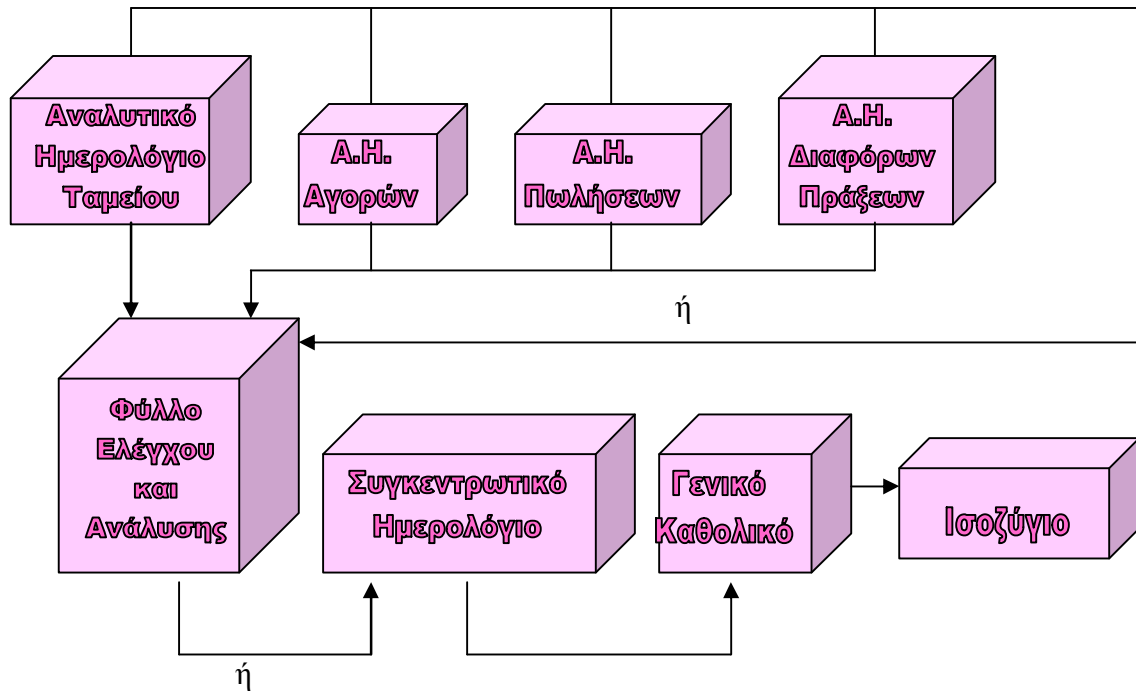 Αναλυτικό
Ημερολόγιο
Ταμείου
Α.Η.
Αγορών
Α.Η.
Πωλήσεων
Α.Η.
Διαφόρων
Πράξεων
ή
Φύλλο
Ελέγχου
και
Ανάλυσης
Συγκεντρωτικό
Ημερολόγιο
Γενικό
Καθολικό
Ισοζύγιο
ή